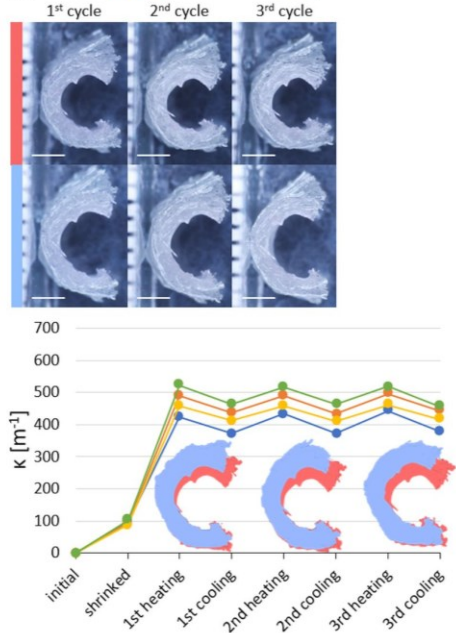 1st cycle 2nd cycle 3rd cycle
700
600
500
400
300
200
100
0
κ [m-1]
initial
shrinked
1st heating
1st cooling
2nd heating
2nd cooling
3rd heating
3rd cooling